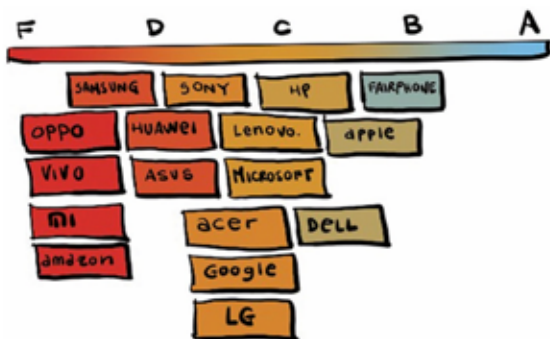 F D C B A
SAMSUNG SONY HP FAIRPHONE
OPPO HUAWEI Lenovo. apple
VIVO ASUS MICROSOFT
mi acer DELL
amazon Google
LG